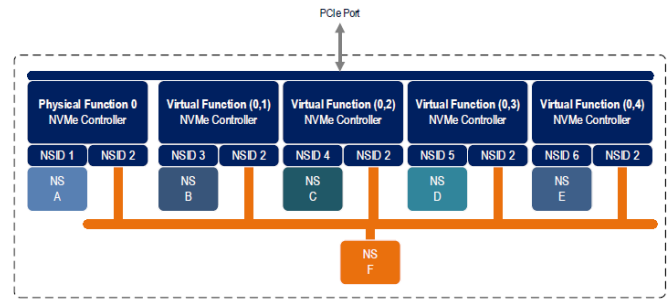 PCIe Port
Physical Function 0
NVMe Controller
Virtual Function (0,1)
NVMe Controller
Virtual Function (0,2)
NVMe Controller
Virtual Function (0,3)
NVMe Controller
Virtual Function (0,4)
NVMe Controller
NSID 1
NSID 2
NSID 3
NSID 2
NSID 4
NSID 2
NSID 5
NSID 2
NSID 6
NSID 2
NS
A
NS
B
NS
C
NS
D
NS
E
NS
F